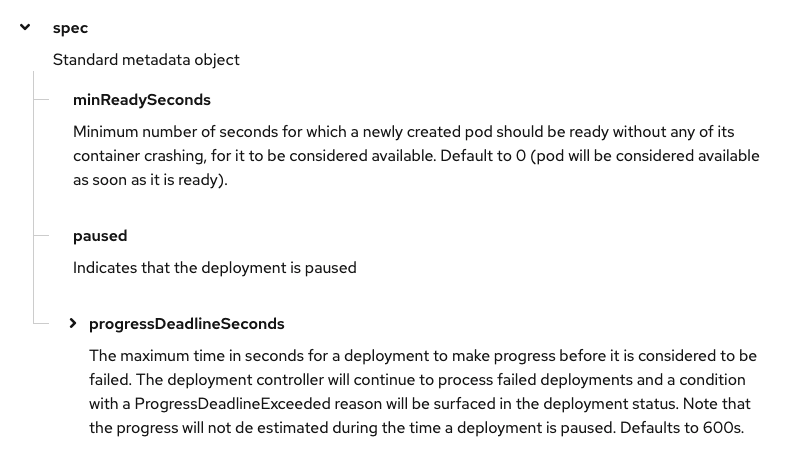 spec
Standard metadata object
minReadySeconds
Minimum number of seconds for which a newly created pod should be ready without any of its
container crashing, for it to be considered available. Default to 0 (pod will be considered available
as soon as it is ready).
paused
Indicates that the deployment is paused
progressDeadlineSeconds
The maximum time in seconds for a deployment to make progress before it is considered to be
failed. The deployment controller will continue to process failed deployments and a condition
with a ProgressDeadlineExceeded reason will be surfaced in the deployment status. Note that
the progress will not de estimated during the time a deployment is paused. Defaults to 600s.